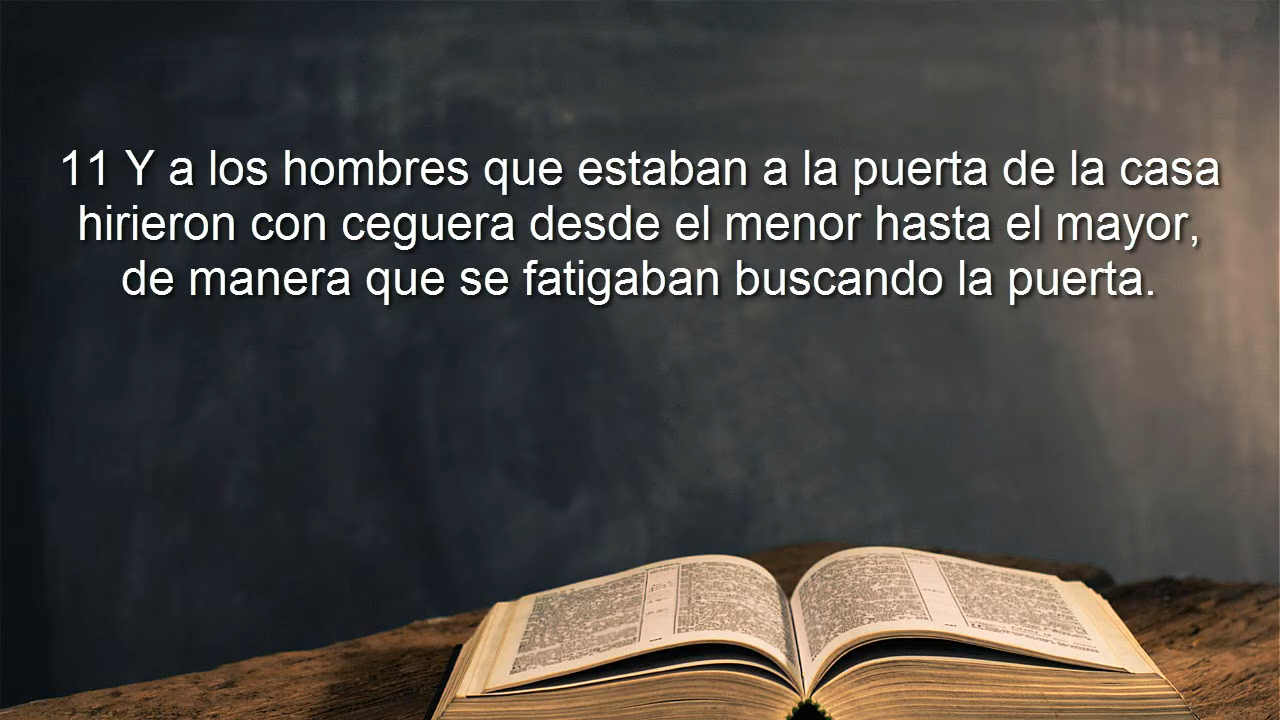 11 Y a los hombres que estaban a la puerta de la casa
hirieron con ceguera desde el menor hasta el mayor,
de manera que se fatigaban buscando la puerta.